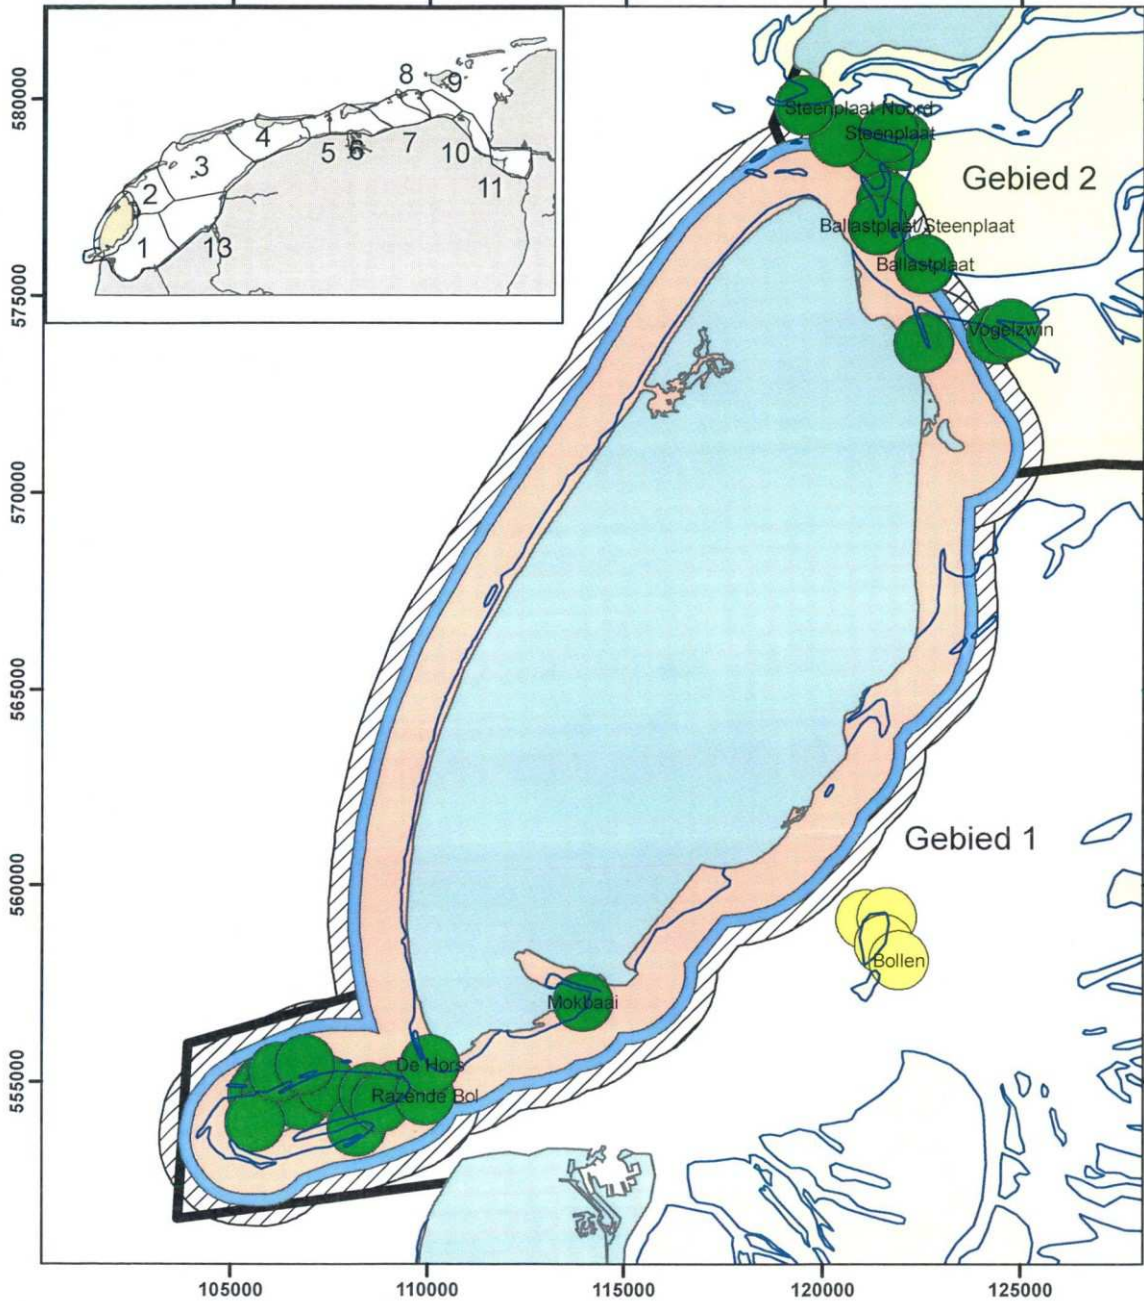 8
9
4
3
5
6
7
10
2
11
1
13
580000
575000
570000
565000
560000
555000
Steenplaat-Noord
Steenplaat
Gebied 2
Ballastplaat/Steenplaat
Ballastplaat
Vogelzwin
Gebied 1
Bollen
Mokbaai
De Hors
Razende Bol
105000
110000
115000
120000
125000